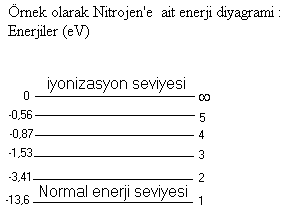 Örnek olarak Nitrojen'e ait enerji diyagrami :
Enerjiler (eV)
iyonizasyon seviyesi
0 ∞
-0,56 5
-0,87 4
-1,53 3
-3,41 2
Normal enerji seviyesi
-13,6 1